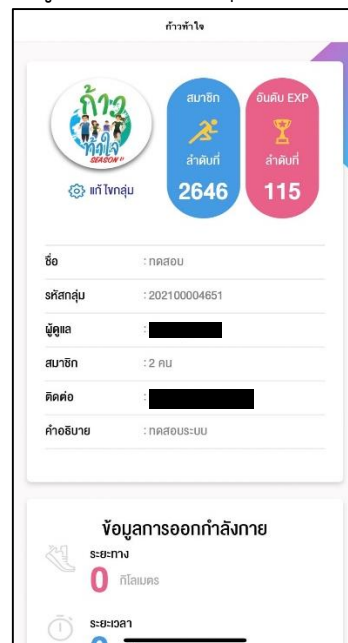 ก้าวท้าใจ
ก้าว
ท้าใจ
SEASON
แก้ไขกลุ่ม
สมาชิก
ลำดับที่
2646
อันดับ EXP
ลำดับที่
115
ชื่อ : ทดสอบ
รหัสกลุ่ม : 202100004651
ผู้ดูแล :
สมาชิก : 2 คน
ติดต่อ :
คำอธิบาย : ทดสอบระบบ
ข้อมูลการออกกำลังกาย
ระยะทาง
0 กิโลเมตร
ระยะเวลา